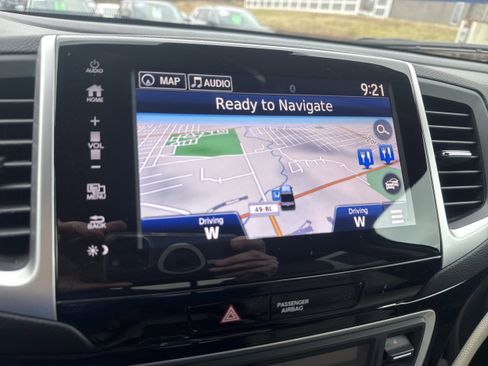 AUDIO
HOME
+
VOL
−
MENU
BACK
MAP
AUDIO
9:21
Ready to Navigate
49-BL
Driving
W
Driving
W
PASSENGER
AIRBAG